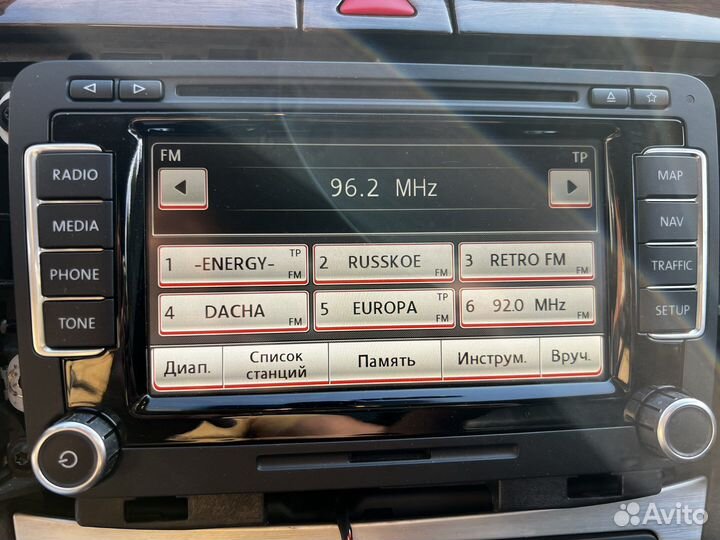 RADIO
MEDIA
PHONE
TONE
FM
TP
96.2 MHz
1 -ENERGY- TP FM
2 RUSSKOE FM
3 RETRO FM FM
4 DACHA FM
5 EUROPA TP FM
6 92.0 MHz FM
Диап.
Список
станций
Память
Инструм.
Вруч.
MAP
NAV
TRAFFIC
SETUP
Avito